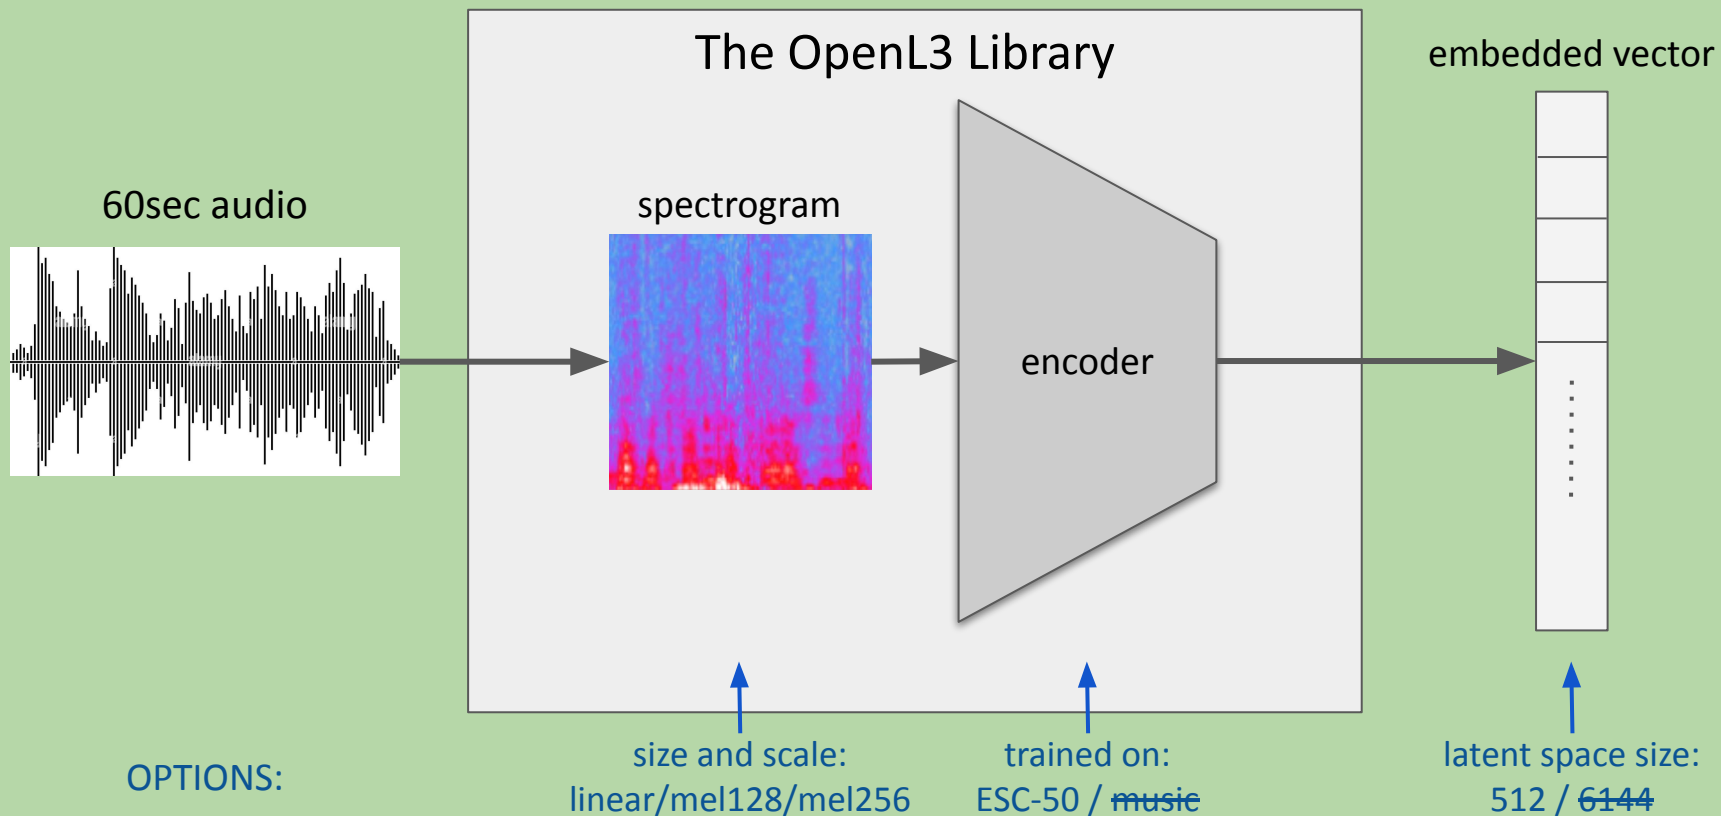 The OpenL3 Library
embedded vector
60sec audio
spectrogram
encoder
OPTIONS:
size and scale:
linear/mel128/mel256
trained on:
ESC-50 / music
latent space size:
512 / 6144